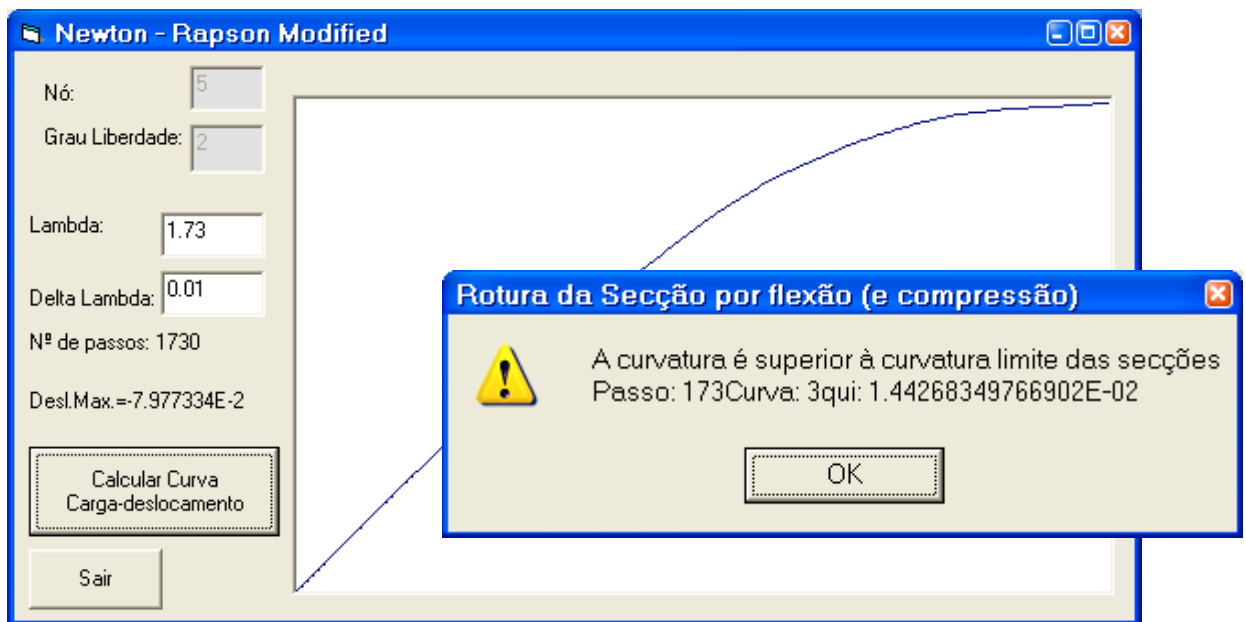 Newton - Rapson Modified
Nó: 5
Grau Liberdade: 2
Lambda: 1.73
Delta Lambda: 0.01
Nº de passos: 1730
Desl.Max.=-7.977334E-2
Calcular Curva
Carga-deslocamento
Sair
Rotura da Secção por flexão (e compressão)
A curvatura é superior à curvatura limite das secções
Passo: 173Curva: 3qui: 1.44268349766902E-02
OK